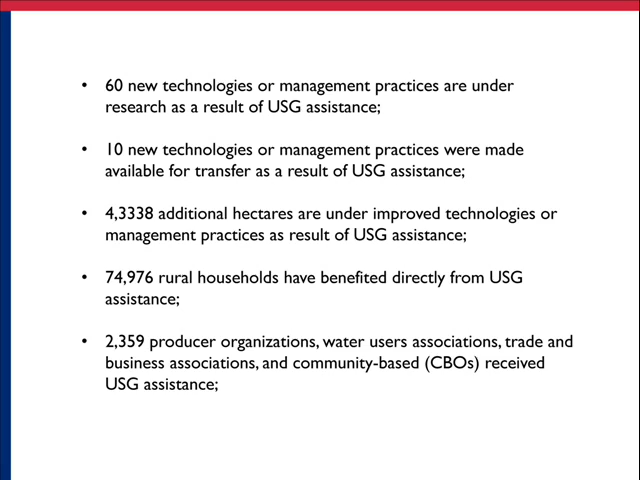 • 60 new technologies or management practices are under
research as a result of USG assistance;
• 10 new technologies or management practices were made
available for transfer as a result of USG assistance;
• 4,3338 additional hectares are under improved technologies or
management practices as result of USG assistance;
• 74,976 rural households have benefited directly from USG
assistance;
• 2,359 producer organizations, water users associations, trade and
business associations, and community-based (CBOs) received
USG assistance;